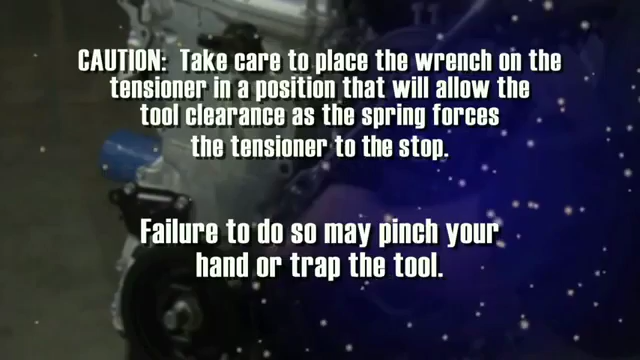 CAUTION: Take care to place the wrench on the
tensioner in a position that will allow the
tool clearance as the spring forces
the tensioner to the stop.
Failure to do so may pinch your
hand or trap the tool.